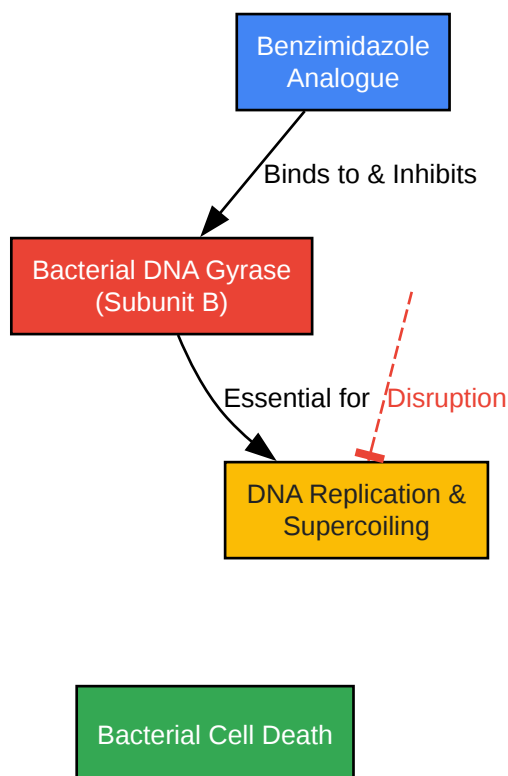 Benzimidazole
Analogue
Binds to & Inhibits
Bacterial DNA Gyrase
(Subunit B)
Essential for
Disruption
DNA Replication &
Supercoiling
Bacterial Cell Death